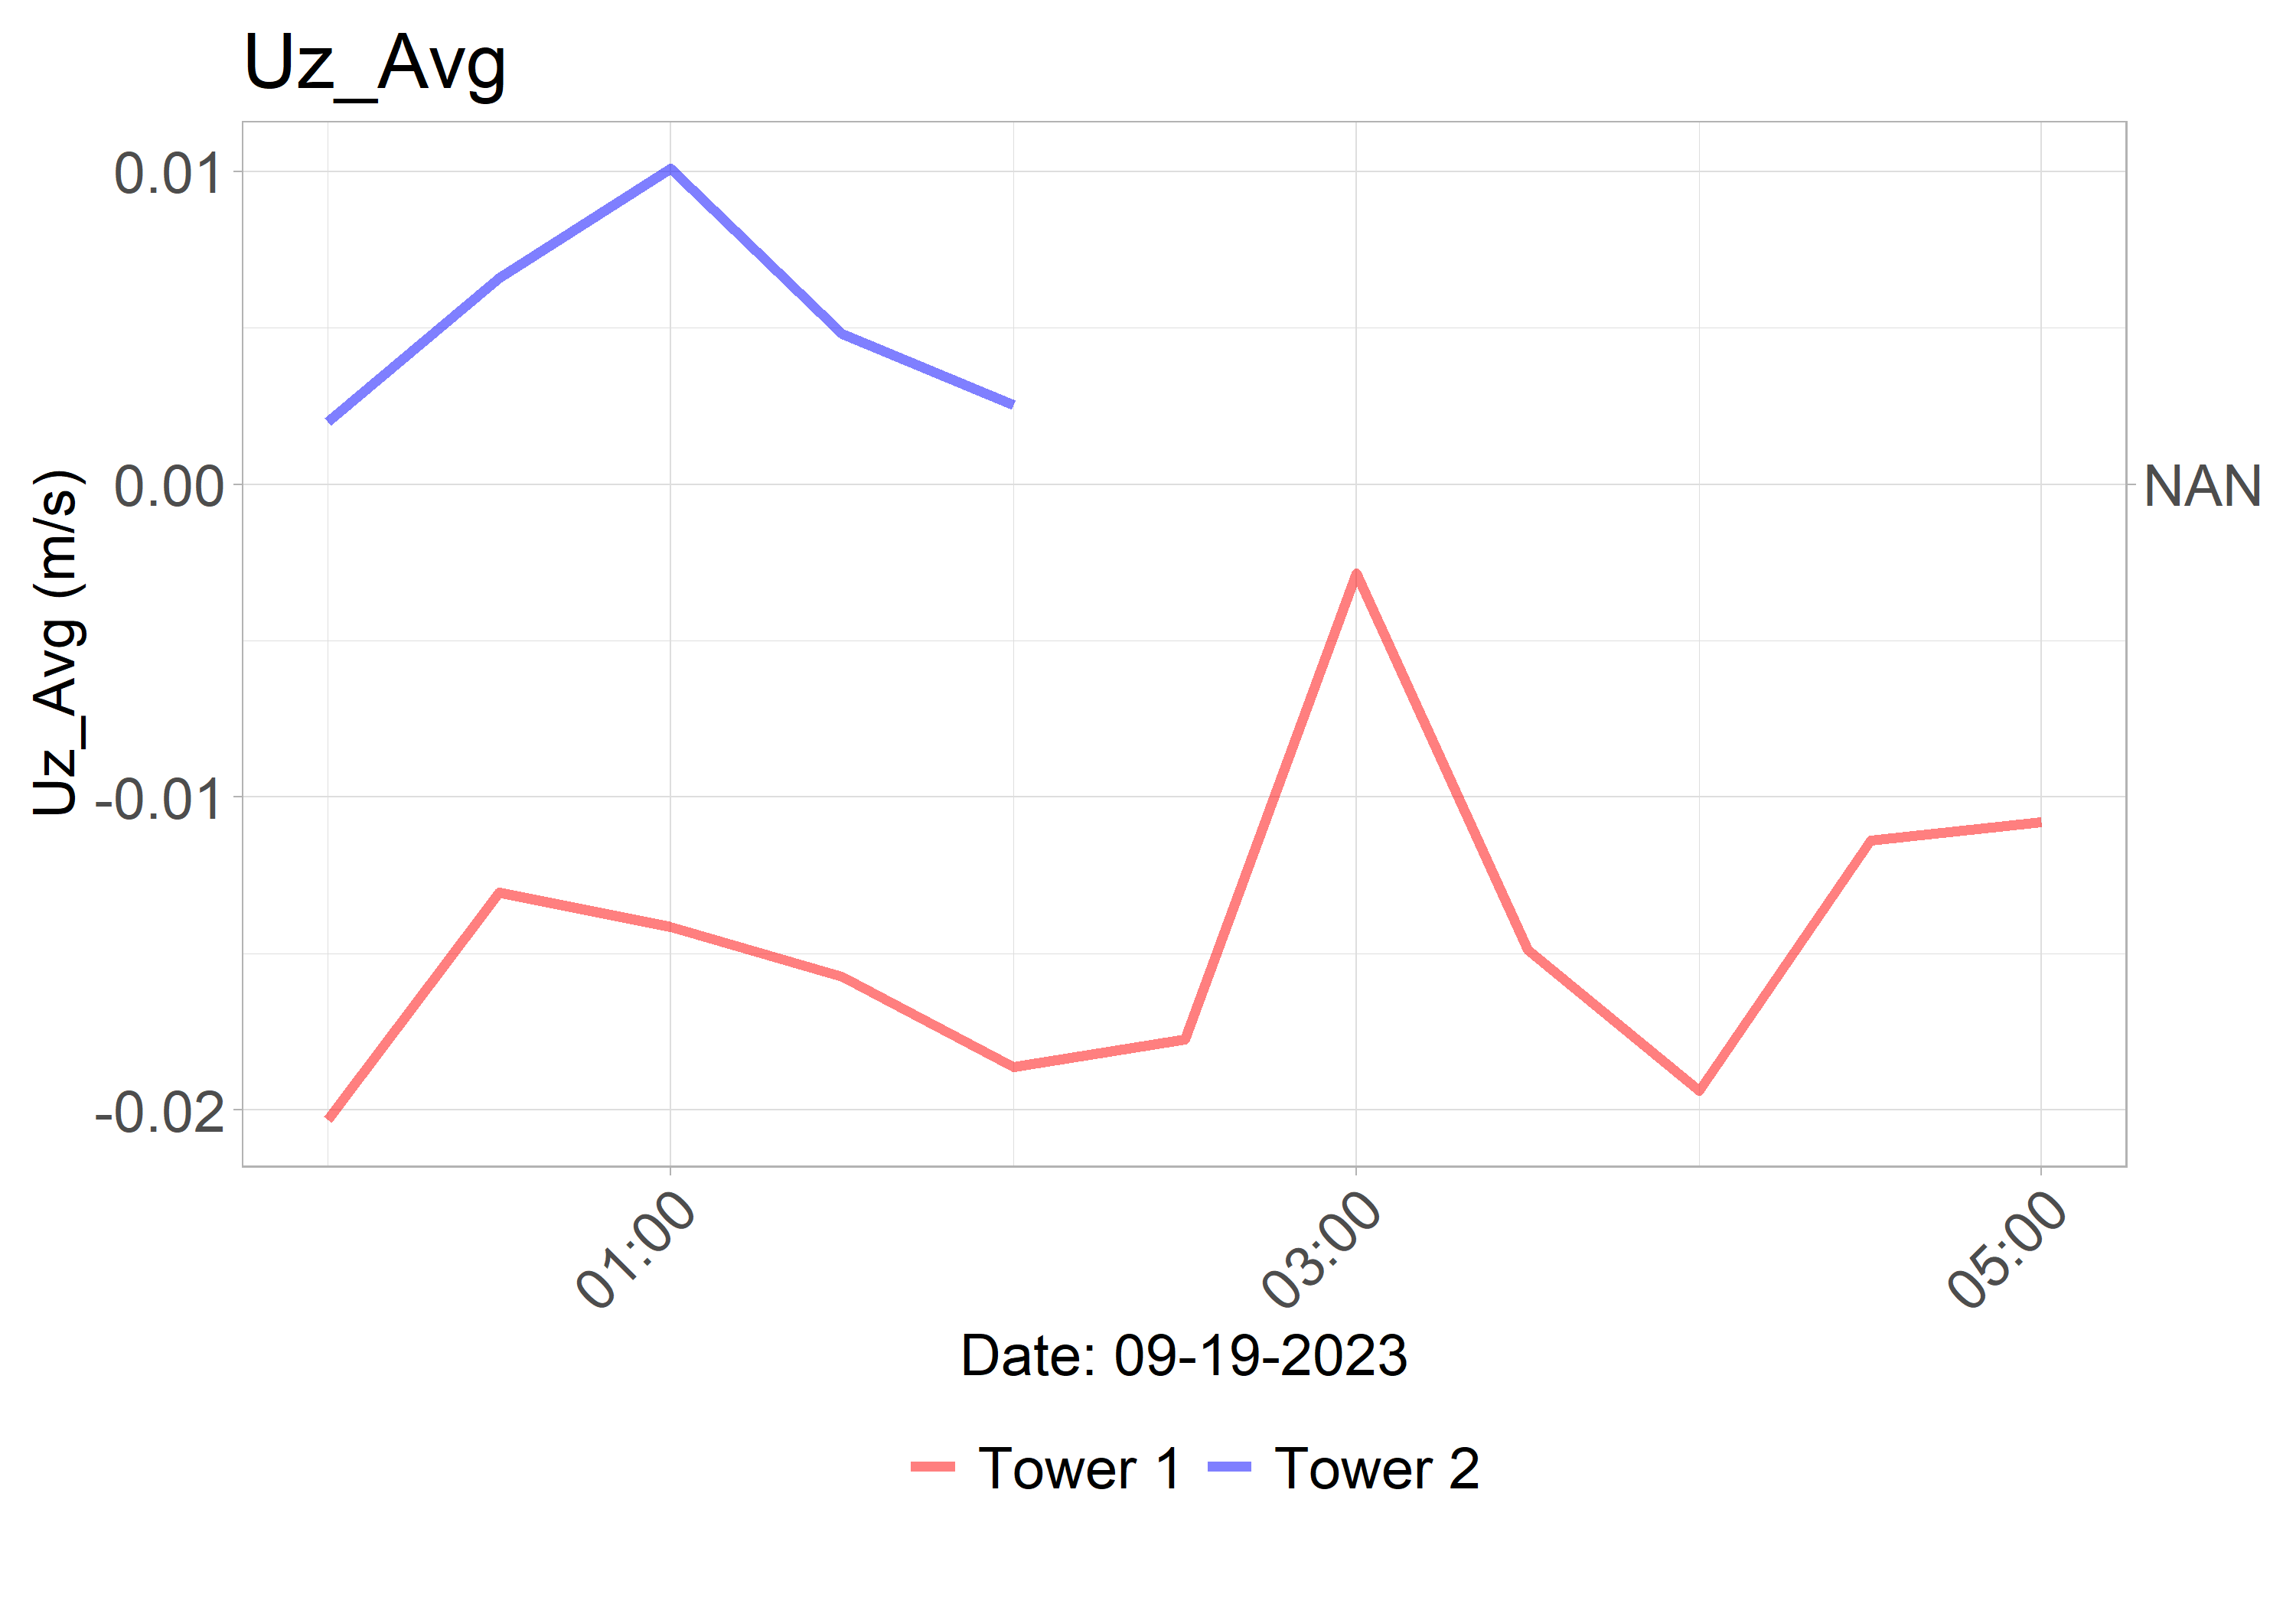 Uz_Avg
Uz_Avg (m/s)
0.01
0.00
-0.01
-0.02
NAN
01:00
03:00
05:00
Date: 09-19-2023
Tower 1
Tower 2